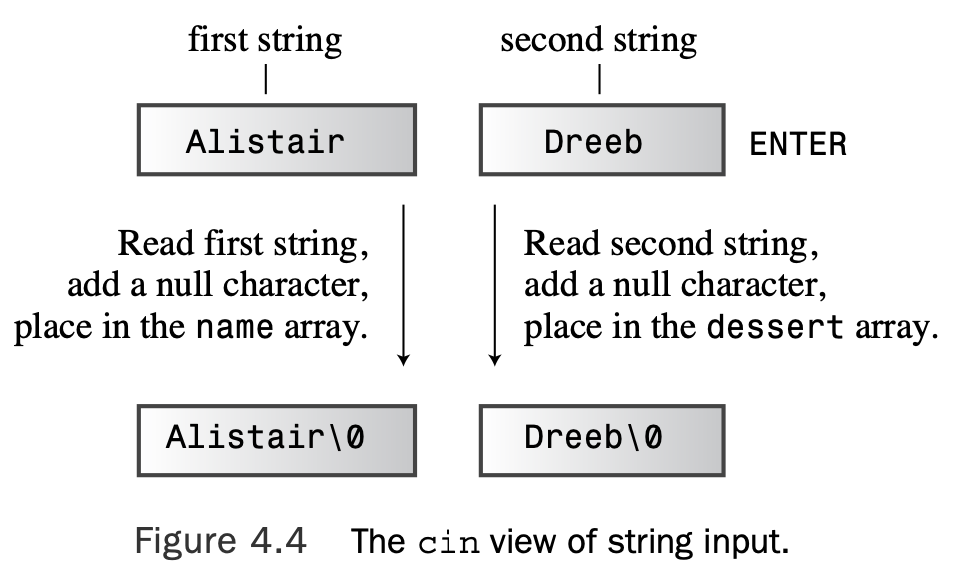 first string
second string
Alistair
Dreeb
ENTER
Read first string,
add a null character,
place in the name array.
Read second string,
add a null character,
place in the dessert array.
Alistair\0
Dreeb\0
Figure 4.4 The cin view of string input.